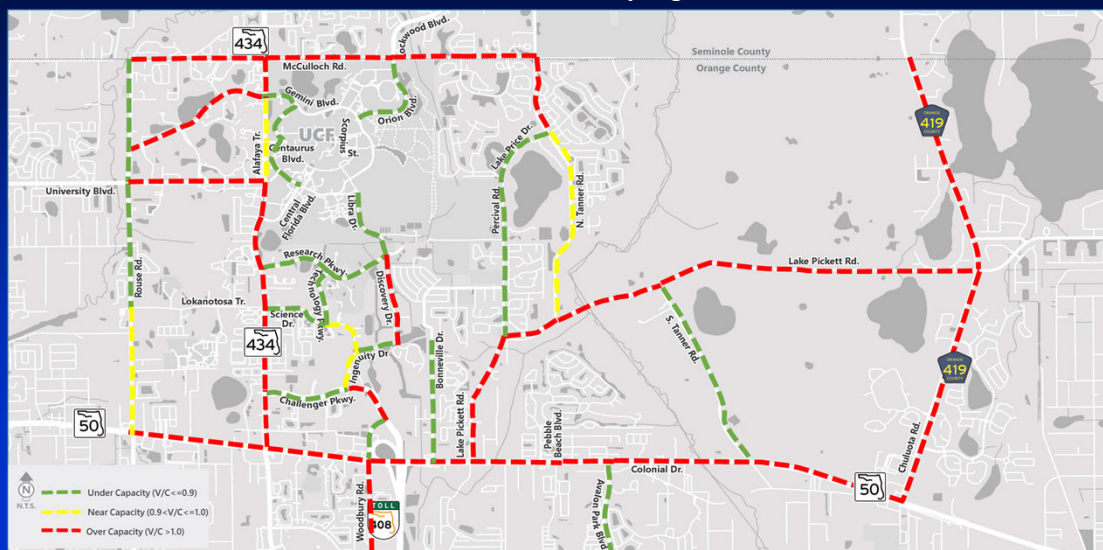 434
Lockwood Blvd.
Seminole County
Orange County
McCulloch Rd.
Gemini Blvd.
Orion Blvd.
ORANGE
419
COUNTY
UCF
Scorpius
St.
Alafaya Tr.
Centaurus
Blvd.
Lake Price Dr.
University Blvd.
Central
Florida Blvd.
Libra Dr.
Percival Rd.
N. Tanner Rd.
Rouse Rd.
Research Pkwy.
Lake Pickett Rd.
Technology Pkwy.
Discovery Dr.
Lokanotosa Tr.
Science
Dr.
434
S. Tanner Rd.
Ingenuity Dr
Bonneville Dr.
ORANGE
419
COUNTY
Challenger Pkwy.
Lake Pickett Rd.
Pebble
Beach Blvd.
Chuluota Rd.
50
Colonial Dr.
50
Woodbury Rd.
TOLL
408
Avalon Park Blvd
N
N.T.S.
Under Capacity (V/C<=0.9)
Near Capacity (0.9<V/C<=1.0)
Over Capacity (V/C >1.0)